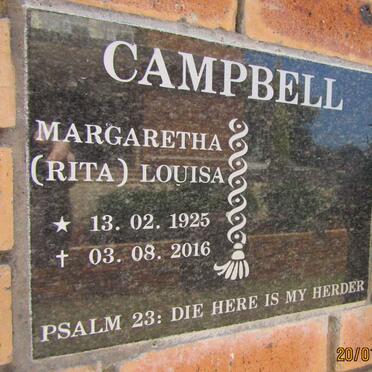 CAMPBELL
MARGARETHA
(RITA) LOUISA
★ 13. 02. 1925
† 03. 08. 2016
PSALM 23: DIE HERE IS MY HERDER
20/0